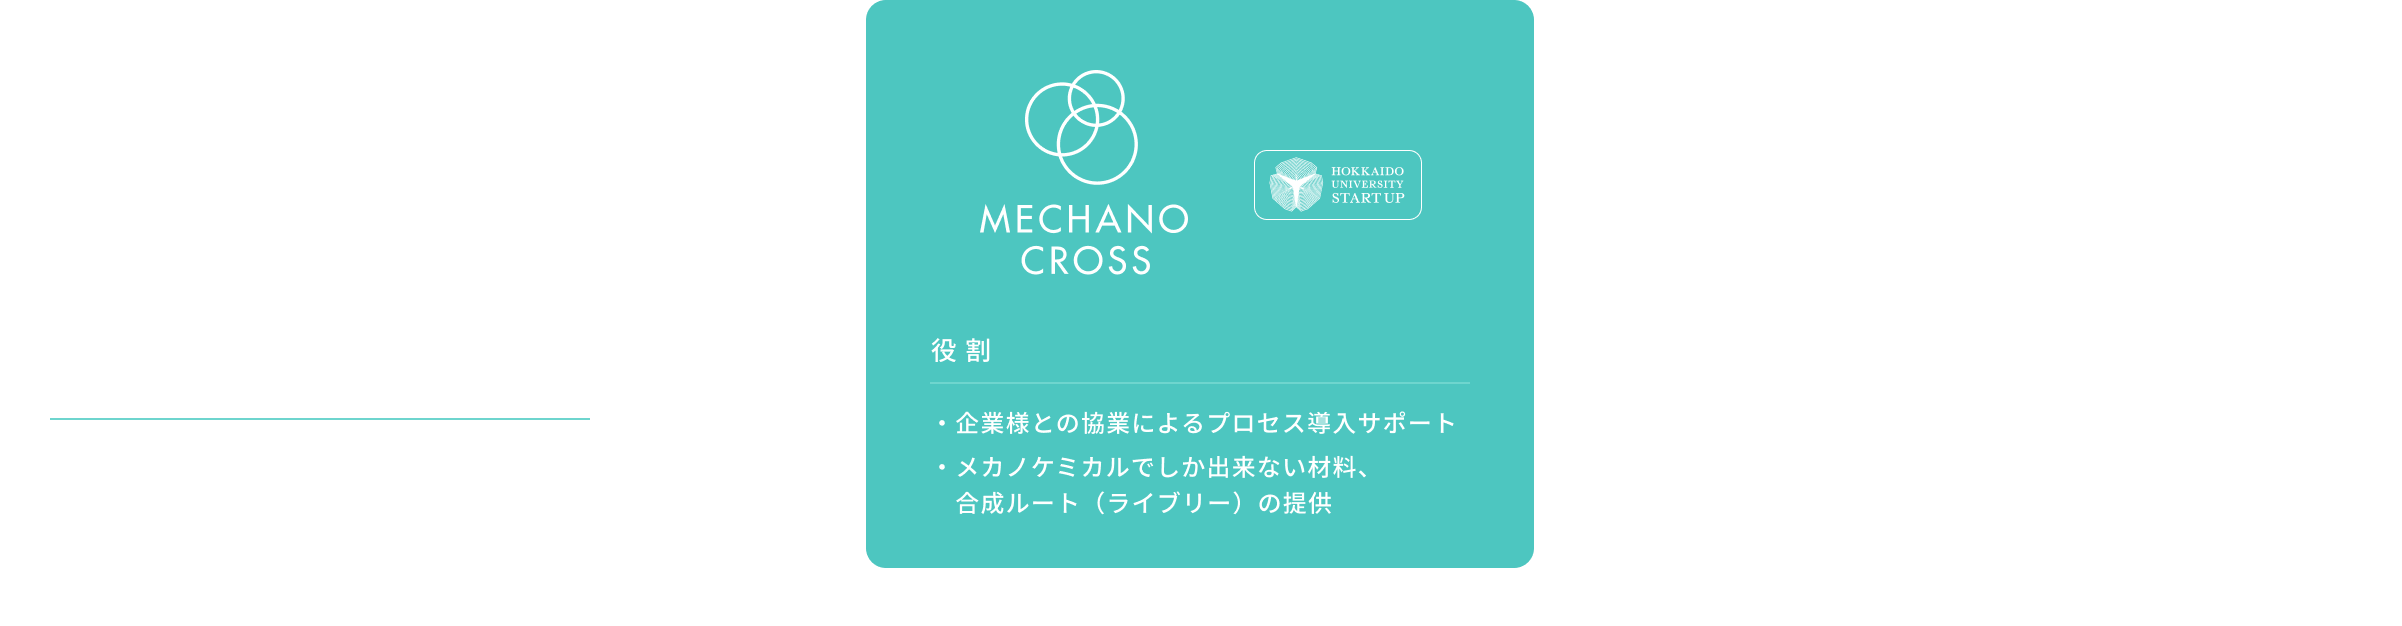 MECHANO
CROSS
HOKKAIDO
UNIVERSITY
START UP
役割
・企業様との協業によるプロセス導入サポート
・メカノケミカルでしか出来ない材料、
合成ルート（ライブリー）の提供